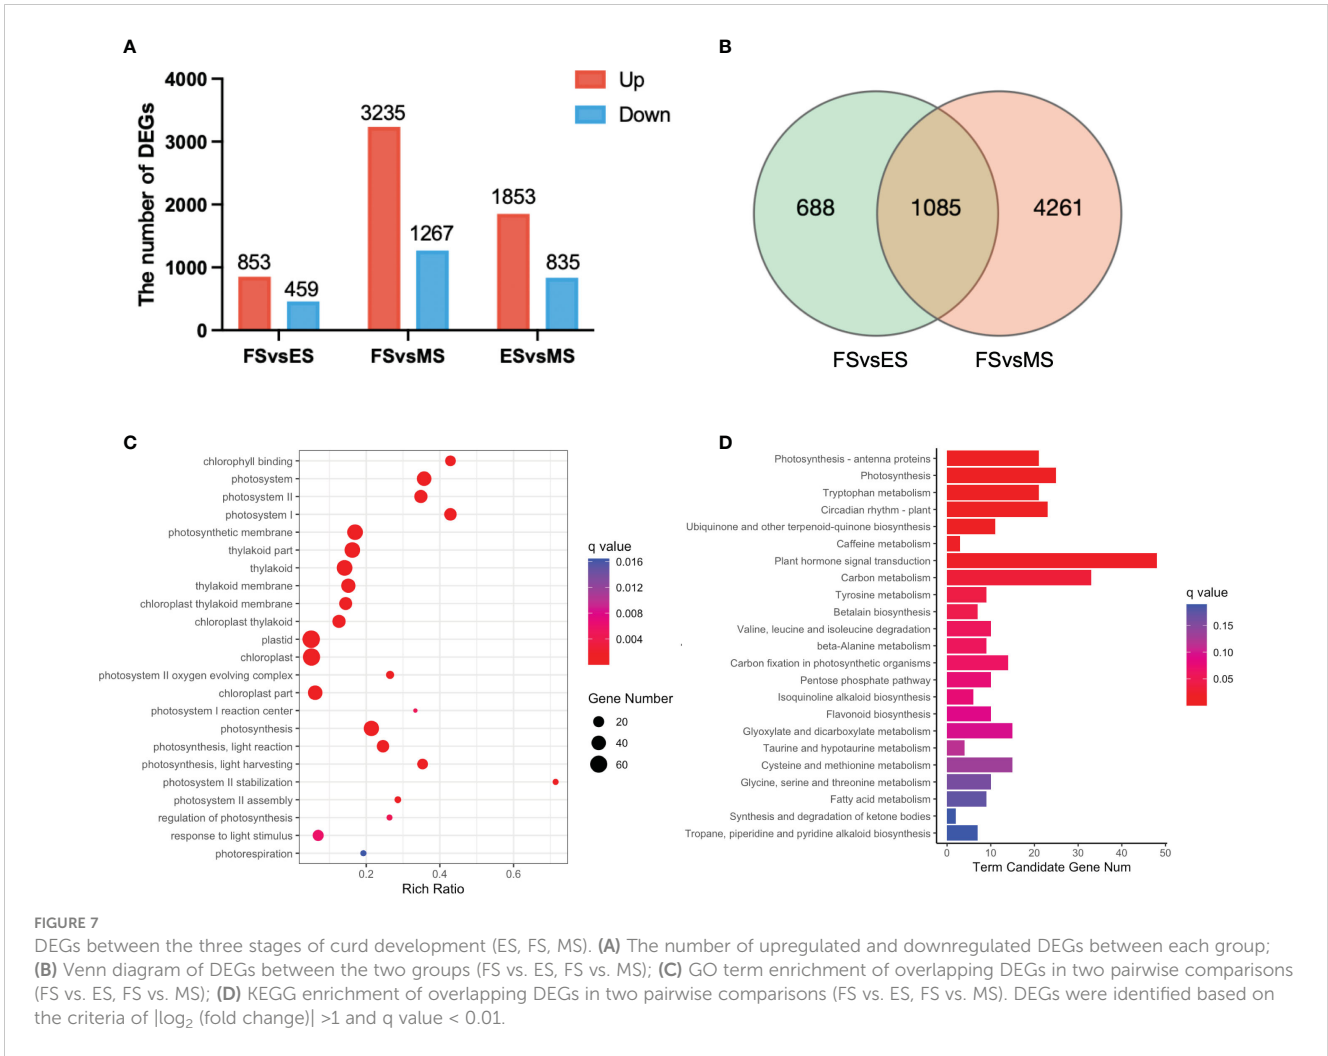 A
The number of DEGs
4000
3000
2000
1000
0
853
459
3235
1267
1853
835
FSvsES
FSvsMS
ESvsMS
Up
Down
B
688
1085
4261
FSvsES
FSvsMS
C
chlorophyll binding
photosystem
photosystem II
photosystem I
photosynthetic membrane
thylakoid part
thylakoid
thylakoid membrane
chloroplast thylakoid membrane
chloroplast thylakoid
plastid
chloroplast
photosystem II oxygen evolving complex
chloroplast part
photosystem I reaction center
photosynthesis
photosynthesis, light reaction
photosynthesis, light harvesting
photosystem II stabilization
photosystem II assembly
regulation of photosynthesis
response to light stimulus
photorespiration
0.2 0.4 0.6
Rich Ratio
q value
0.016
0.012
0.008
0.004
Gene Number
20
40
60
D
Photosynthesis - antenna proteins
Photosynthesis
Tryptophan metabolism
Circadian rhythm - plant
Ubiquinone and other terpenoid-quinone biosynthesis
Caffeine metabolism
Plant hormone signal transduction
Carbon metabolism
Tyrosine metabolism
Betalain biosynthesis
Valine, leucine and isoleucine degradation
beta-Alanine metabolism
Carbon fixation in photosynthetic organisms
Pentose phosphate pathway
Isoquinoline alkaloid biosynthesis
Flavonoid biosynthesis
Glyoxylate and dicarboxylate metabolism
Taurine and hypotaurine metabolism
Cysteine and methionine metabolism
Glycine, serine and threonine metabolism
Fatty acid metabolism
Synthesis and degradation of ketone bodies
Tropane, piperidine and pyridine alkaloid biosynthesis
0 10 20 30 40 50
Term Candidate Gene Num
q value
0.15
0.10
0.05
FIGURE 7
DEGs between the three stages of curd development (ES, FS, MS). (A) The number of upregulated and downregulated DEGs between each group;
(B) Venn diagram of DEGs between the two groups (FS vs. ES, FS vs. MS); (C) GO term enrichment of overlapping DEGs in two pairwise comparisons
(FS vs. ES, FS vs. MS); (D) KEGG enrichment of overlapping DEGs in two pairwise comparisons (FS vs. ES, FS vs. MS). DEGs were identified based on
the criteria of |log₂ (fold change)| >1 and q value < 0.01.